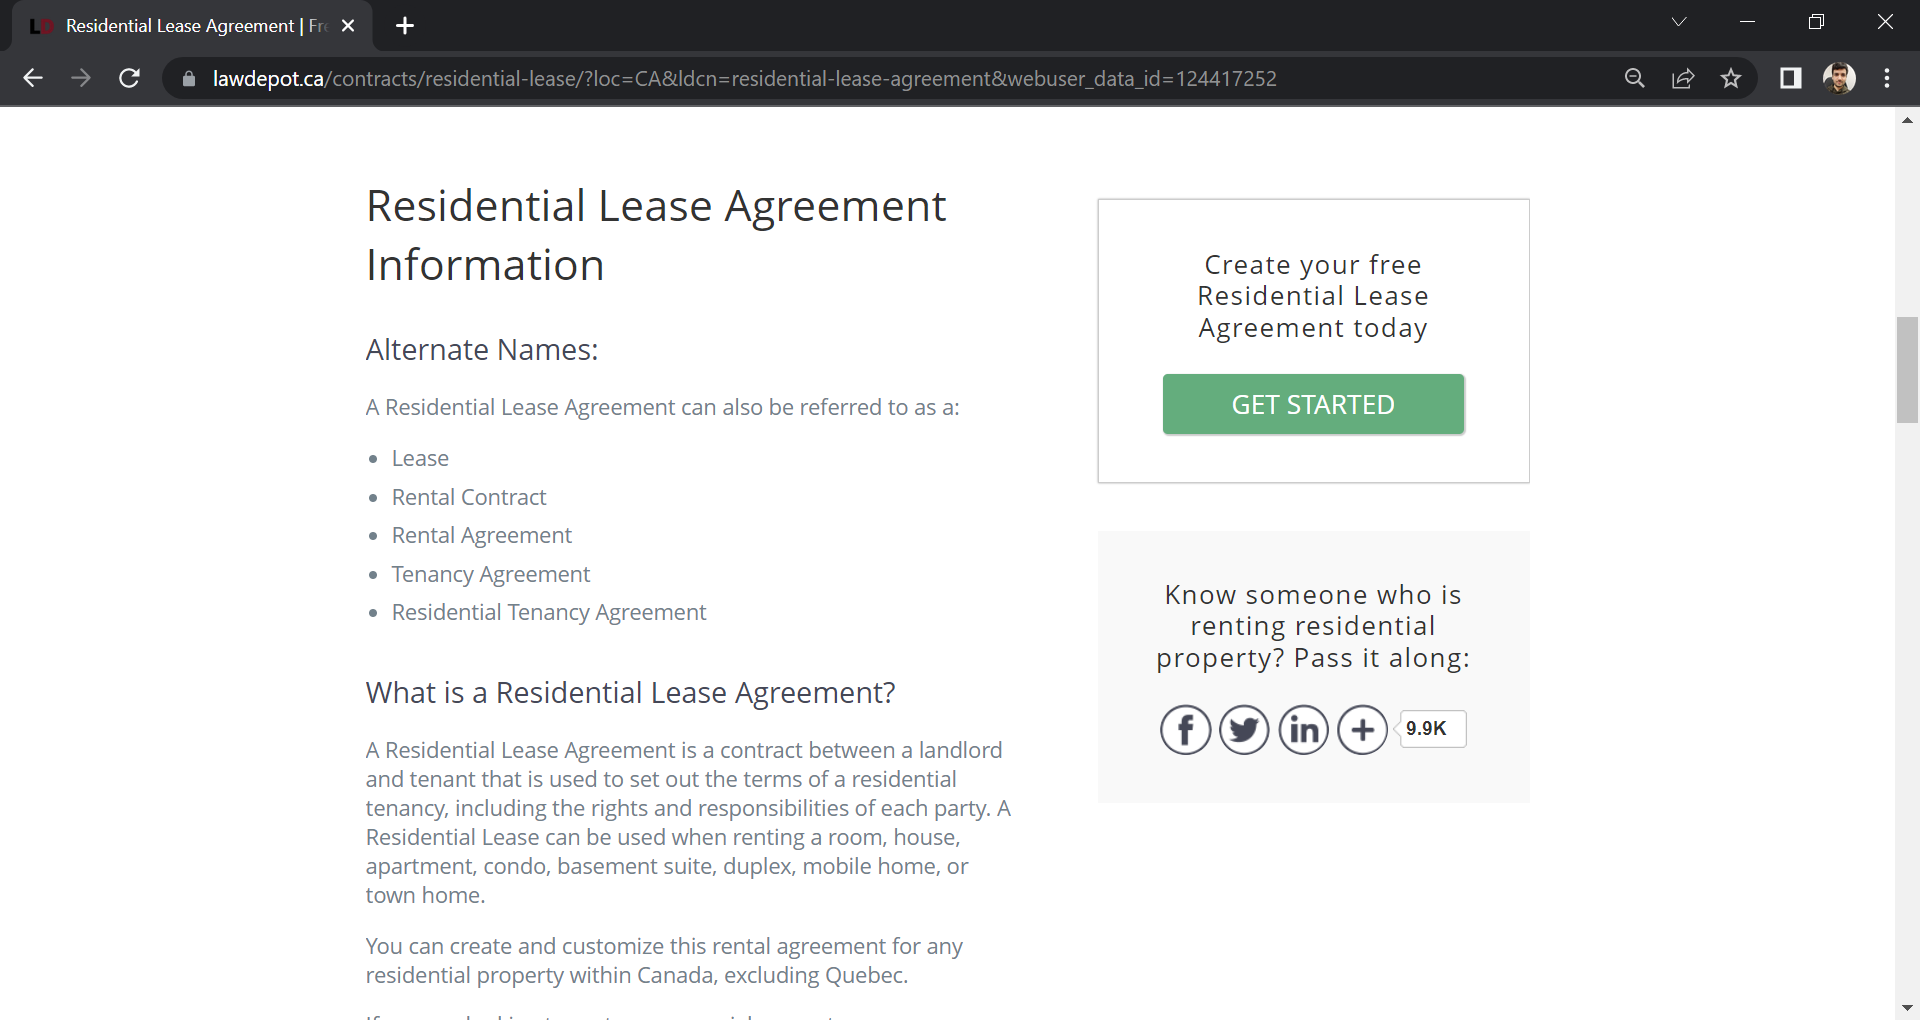 LD Residential Lease Agreement | Fre
lawdepot.ca/contracts/residential-lease/?loc=CA&ldcn=residential-lease-agreement&webuser_data_id=124417252
Residential Lease Agreement
Information
Alternate Names:
A Residential Lease Agreement can also be referred to as a:
• Lease
• Rental Contract
• Rental Agreement
• Tenancy Agreement
• Residential Tenancy Agreement
What is a Residential Lease Agreement?
A Residential Lease Agreement is a contract between a landlord
and tenant that is used to set out the terms of a residential
tenancy, including the rights and responsibilities of each party. A
Residential Lease can be used when renting a room, house,
apartment, condo, basement suite, duplex, mobile home, or
town home.
You can create and customize this rental agreement for any
residential property within Canada, excluding Quebec.
Create your free
Residential Lease
Agreement today
GET STARTED
Know someone who is
renting residential
property? Pass it along:
9.9K